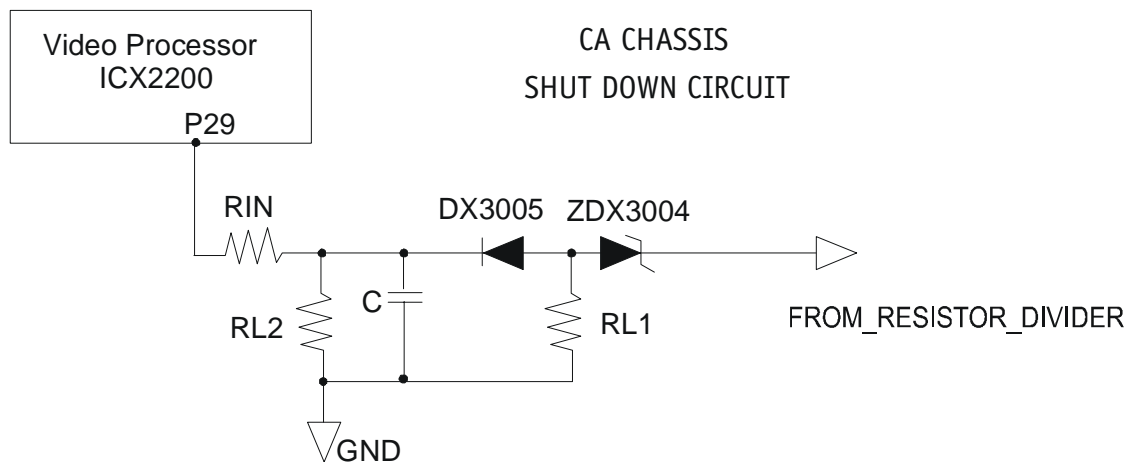 Video Processor
ICX2200
P29
CA CHASSIS
SHUT DOWN CIRCUIT
RIN
DX3005
ZDX3004
RL2
C
RL1
FROM_RESISTOR_DIVIDER
GND